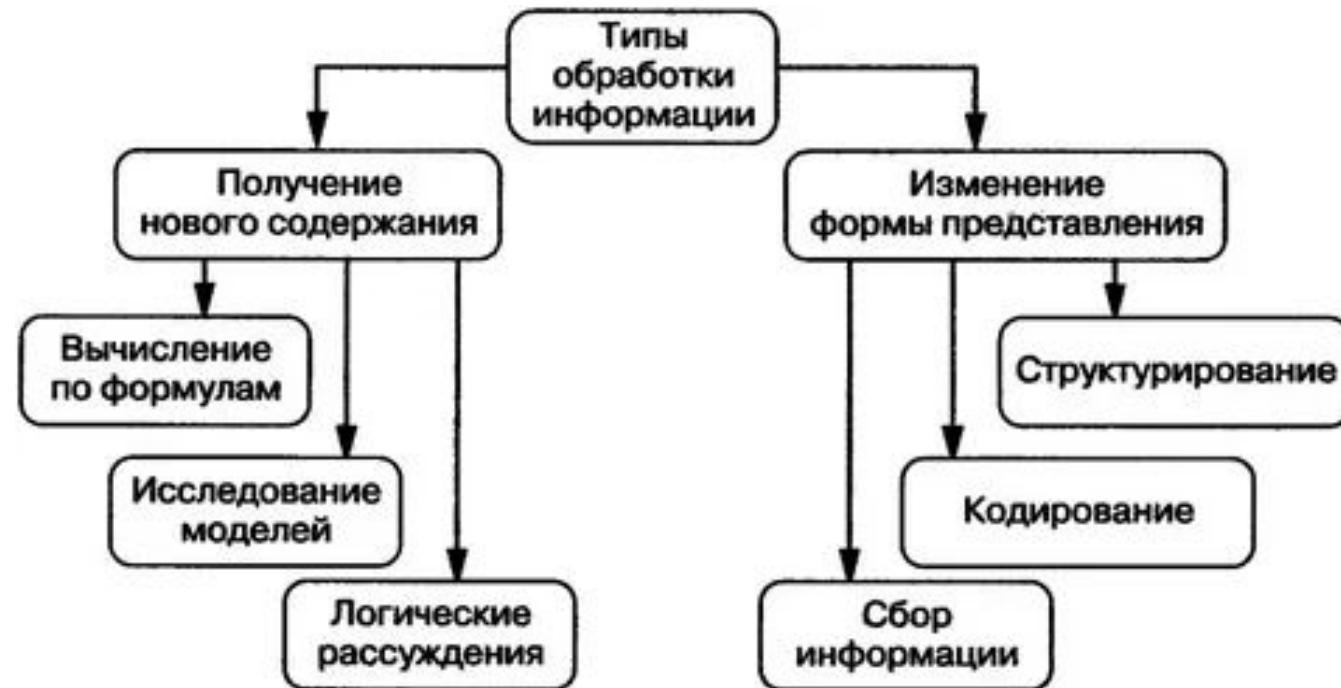 Типы
обработки
информации
Получение
нового содержания
Изменение
формы представления
Вычисление
по формулам
Структурирование
Исследование
моделей
Кодирование
Логические
рассуждения
Сбор
информации